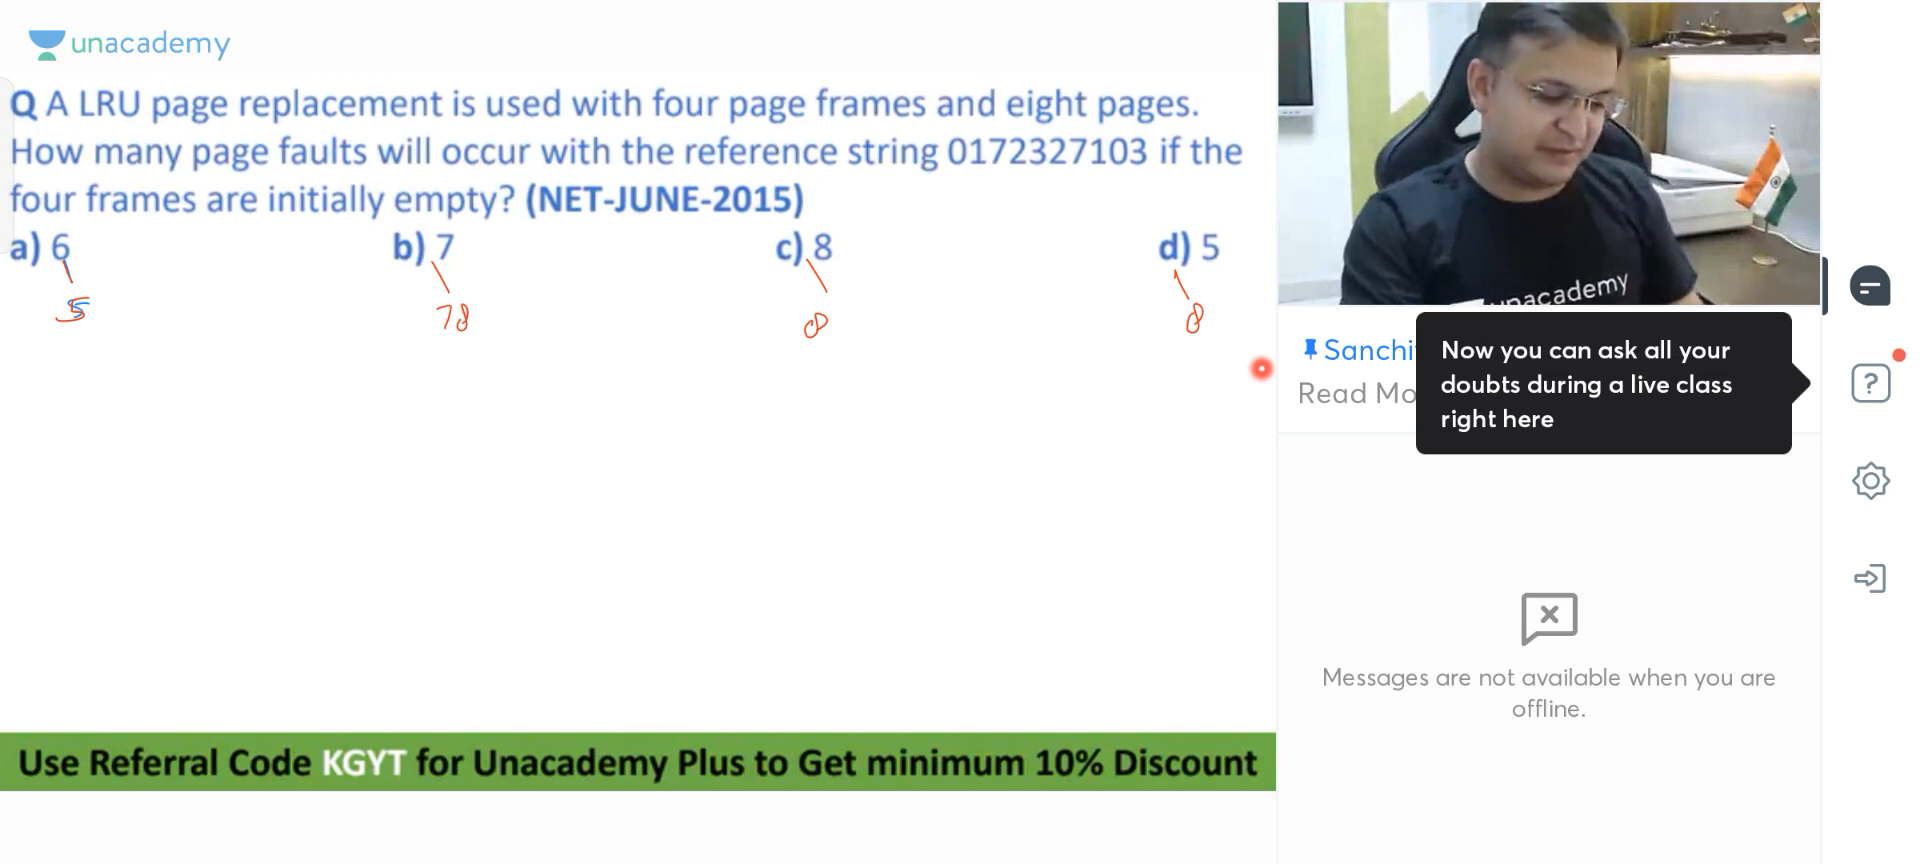 unacademy
Q A LRU page replacement is used with four page frames and eight pages.
How many page faults will occur with the reference string 0172327103 if the
four frames are initially empty? (NET-JUNE-2015)
a) 6 b) 7 c) 8 d) 5
5 78 8 8
Use Referral Code KGYT for Unacademy Plus to Get minimum 10% Discount
unacademy
Sanchi
Read Mo
Now you can ask all your
doubts during a live class
right here
?
Messages are not available when you are
offline.